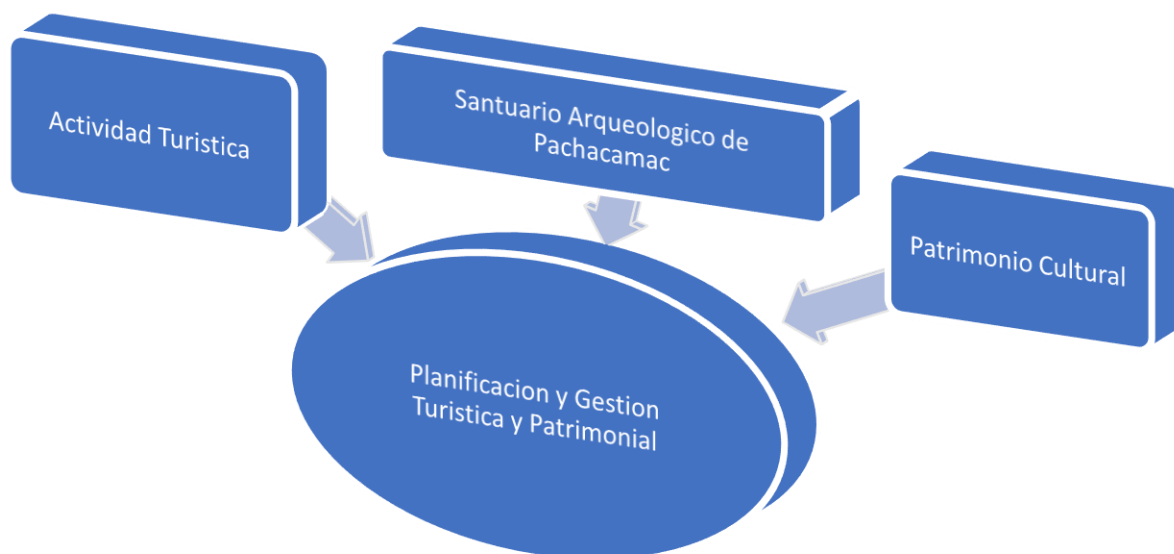 Actividad Turistica
Santuario Arqueologico de
Pachacamac
Patrimonio Cultural
Planificacion y Gestion
Turistica y Patrimonial